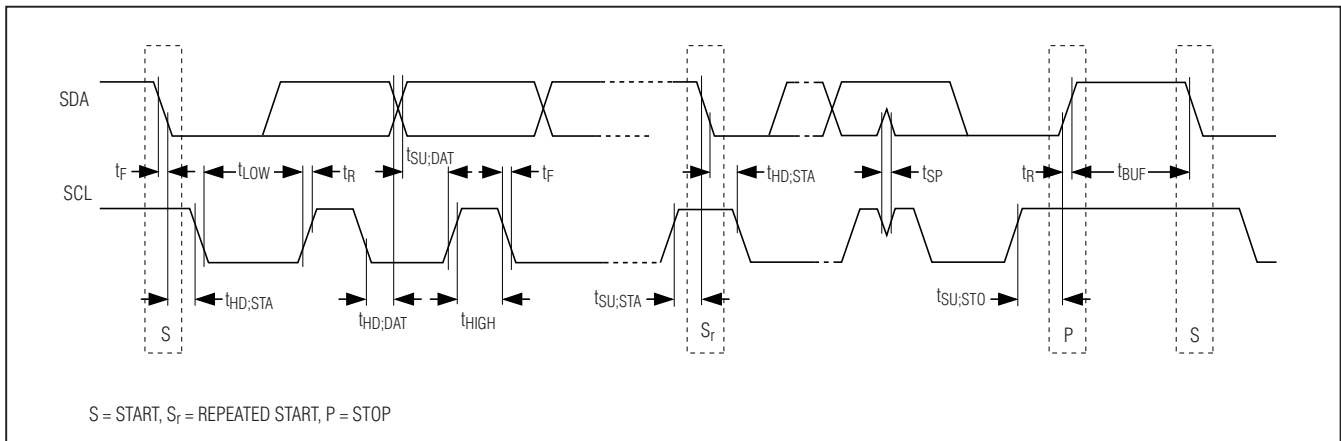 SDA
tF
tLOW
tR
tSU;DAT
tF
tHD;STA
tSP
tR
tBUF
SCL
tHD;STA
tHD;DAT
tHIGH
tSU;STA
tSU;STO
S
Sr
P
S
S = START, Sr = REPEATED START, P = STOP